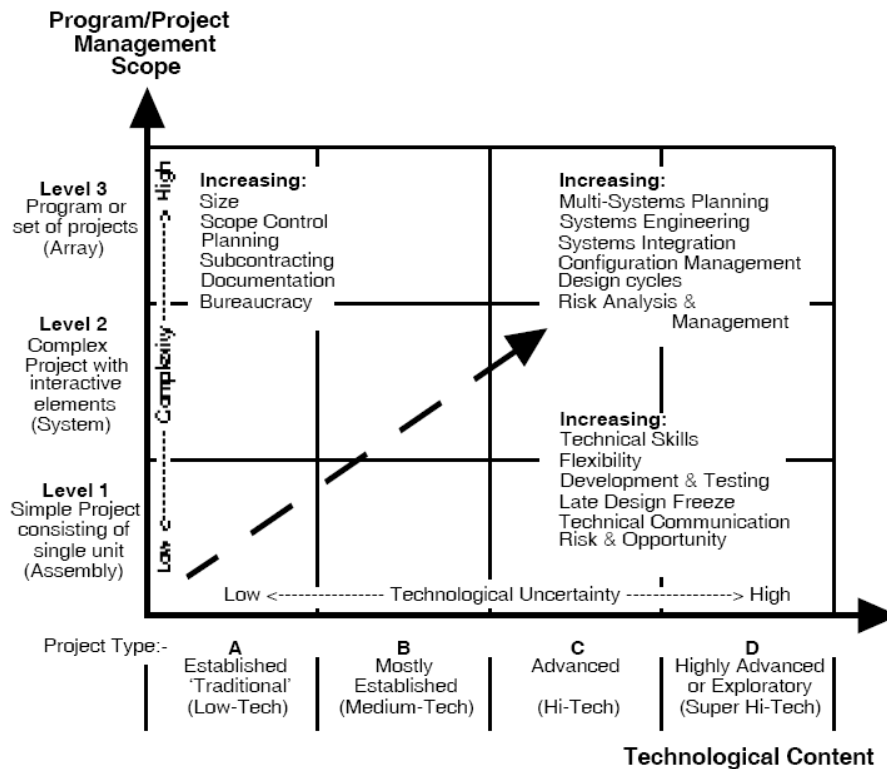 Program/Project
Management
Scope
Level 3
Program or
set of projects
(Array)
Level 2
Complex
Project with
interactive
elements
(System)
Level 1
Simple Project
consisting of
single unit
(Assembly)
Low <---------- Complexity ----------> High
Increasing:
Size
Scope Control
Planning
Subcontracting
Documentation
Bureaucracy
Increasing:
Multi-Systems Planning
Systems Engineering
Systems Integration
Configuration Management
Design cycles
Risk Analysis &
Management
Increasing:
Technical Skills
Flexibility
Development & Testing
Late Design Freeze
Technical Communication
Risk & Opportunity
Low <---------------- Technological Uncertainty ----------------> High
Project Type:-
A
Established
'Traditional'
(Low-Tech)
B
Mostly
Established
(Medium-Tech)
C
Advanced
(Hi-Tech)
D
Highly Advanced
or Exploratory
(Super Hi-Tech)
Technological Content